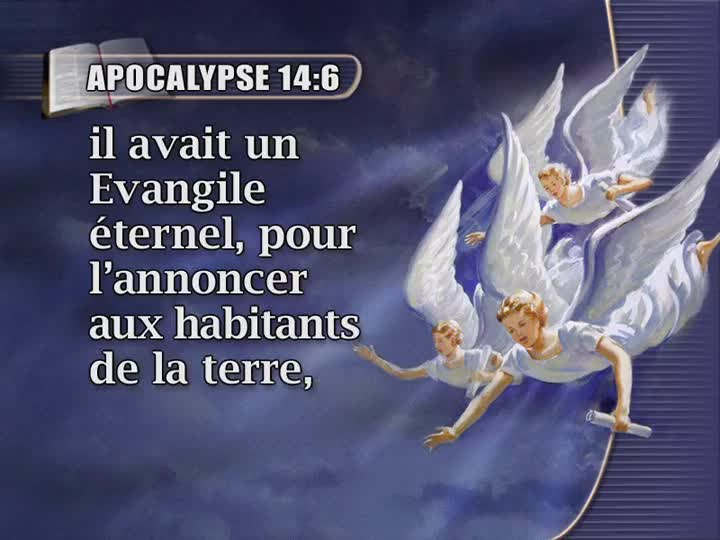 APOCALYPSE 14:6
il avait un
Evangile
éternel, pour
l’annoncer
aux habitants
de la terre,